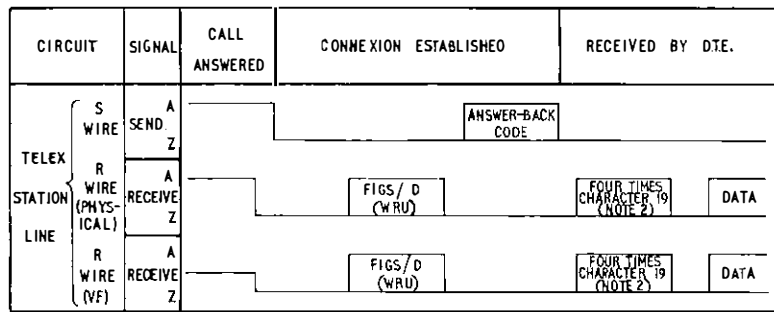 CIRCUIT
SIGNAL
CALL
ANSWERED
CONNEXION ESTABLISHED
RECEIVED BY D.T.E.
TELEX
STATION
LINE
S
WIRE
A
SEND.
Z
ANSWER-BACK
CODE
R
WIRE
(PHYS-
ICAL)
A
RECEIVE
Z
FIGS/D
(WRU)
FOUR TIMES
CHARACTER 19
(NOTE 2)
DATA
R
WIRE
(VF)
A
RECEIVE
Z
FIGS/D
(WRU)
FOUR TIMES
CHARACTER 19
(NOTE 2)
DATA